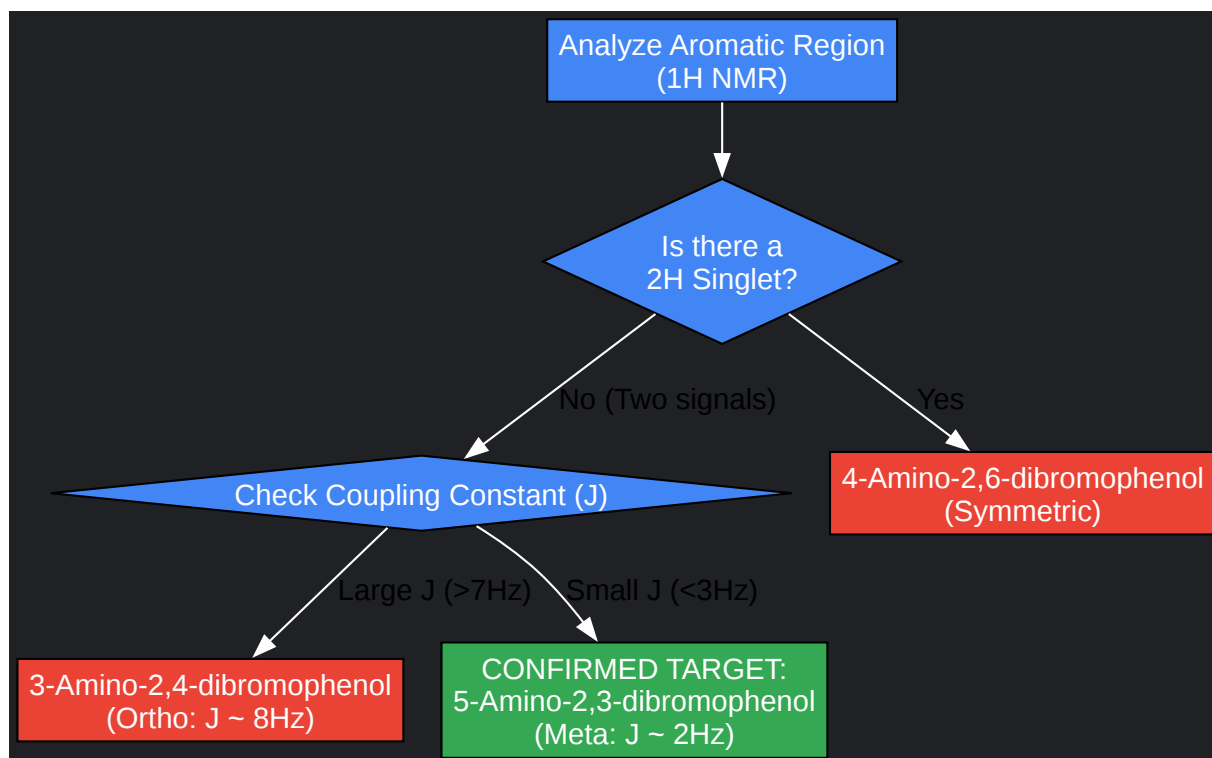 Analyze Aromatic Region
(1H NMR)
Is there a
2H Singlet?
No (Two signals)
Yes
Check Coupling Constant (J)
4-Amino-2,6-dibromophenol
(Symmetric)
Large J (>7Hz)
Small J (<3Hz)
3-Amino-2,4-dibromophenol
(Ortho: J ~ 8Hz)
CONFIRMED TARGET:
5-Amino-2,3-dibromophenol
(Meta: J ~ 2Hz)